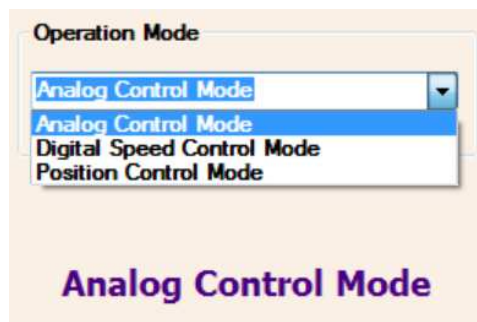 Operation Mode
Analog Control Mode
Analog Control Mode
Digital Speed Control Mode
Position Control Mode
Analog Control Mode